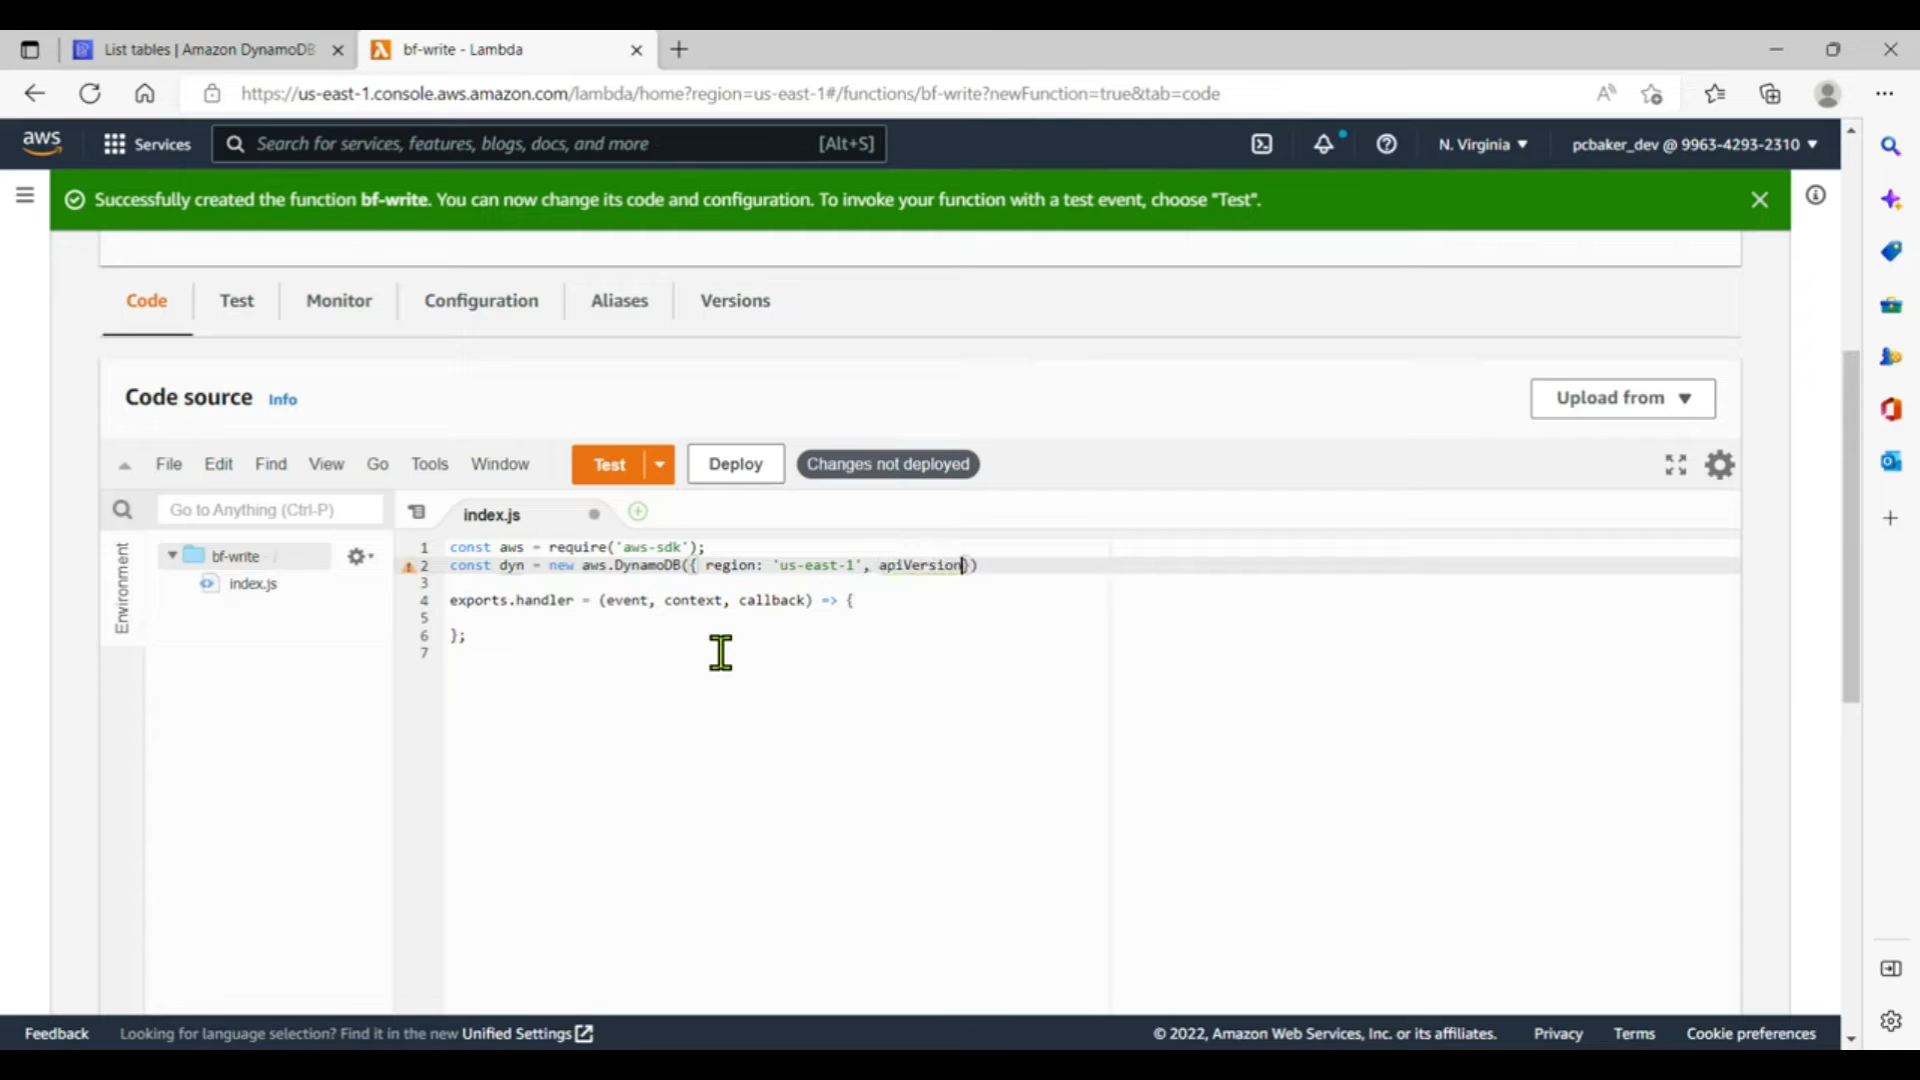 List tables | Amazon DynamoDB
bf-write - Lambda
https://us-east-1.console.aws.amazon.com/lambda/home?region=us-east-1#/functions/bf-write?newFunction=true&tab=code
aws
Services
Search for services, features, blogs, docs, and more
[Alt+S]
N. Virginia
pcbaker_dev @ 9963-4293-2310
Successfully created the function bf-write. You can now change its code and configuration. To invoke your function with a test event, choose "Test".
Code
Test
Monitor
Configuration
Aliases
Versions
Code source
Info
Upload from
File
Edit
Find
View
Go
Tools
Window
Test
Deploy
Changes not deployed
Go to Anything (Ctrl-P)
index.js
Environment
bf-write /
index.js
1 const aws = require('aws-sdk');
2 const dyn = new aws.DynamoDB({ region: 'us-east-1', apiVersion})
3
4 exports.handler = (event, context, callback) => {
5
6 };
7
Feedback
Looking for language selection? Find it in the new Unified Settings
© 2022, Amazon Web Services, Inc. or its affiliates.
Privacy
Terms
Cookie preferences